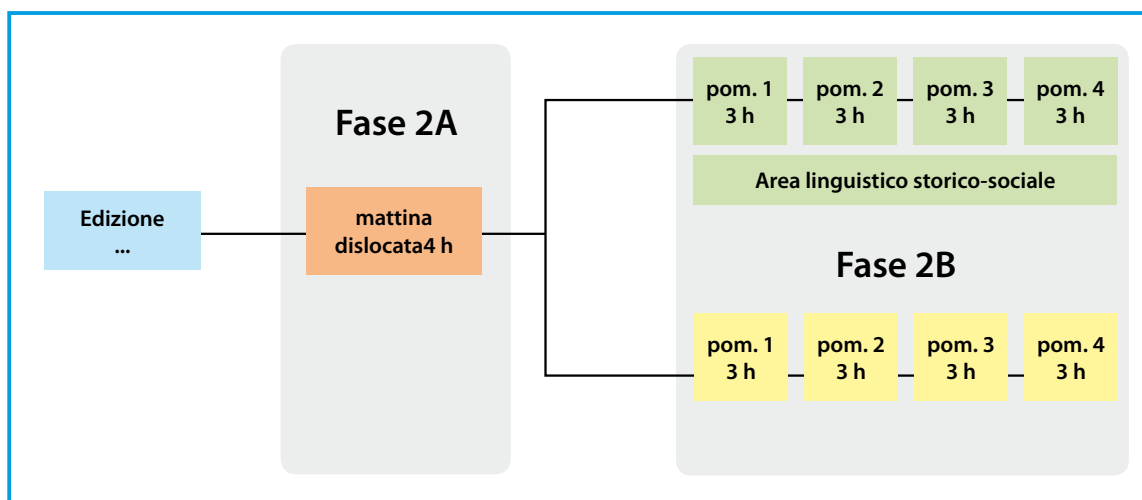 Edizione
...
Fase 2A
mattina
dislocata4 h
pom. 1
3 h
pom. 2
3 h
pom. 3
3 h
pom. 4
3 h
Area linguistico storico-sociale
Fase 2B
pom. 1
3 h
pom. 2
3 h
pom. 3
3 h
pom. 4
3 h